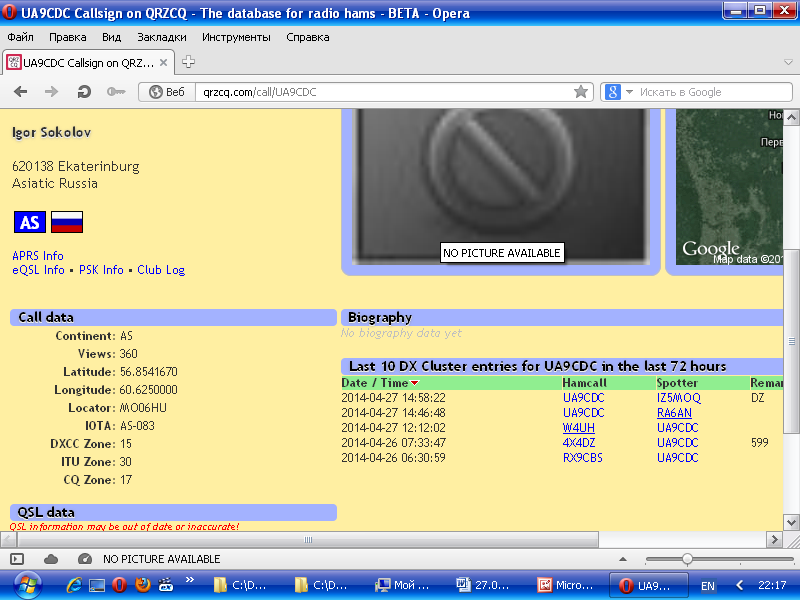 UA9CDC Callsign on QRZCQ - The database for radio hams - BETA - Opera
Файл Правка Вид Закладки Инструменты Справка
QRZ CQ UA9CDC Callsign on QRZ...
Веб qrzcq.com/call/UA9CDC Искать в Google
Igor Sokolov
620138 Ekaterinburg
Asiatic Russia
AS
APRS Info
eQSL Info • PSK Info • Club Log
NO PICTURE AVAILABLE
Google
Map data ©201
Call data
Continent: AS
Views: 360
Latitude: 56.8541670
Longitude: 60.6250000
Locator: MO06HU
IOTA: AS-083
DXCC Zone: 15
ITU Zone: 30
CQ Zone: 17
QSL data
QSL information may be out of date or inaccurate!
Biography
No biography data yet
Last 10 DX Cluster entries for UA9CDC in the last 72 hours
Date / Time Hamcall Spotter Remar
2014-04-27 14:58:22 UA9CDC IZ5MOQ DZ
2014-04-27 14:46:48 UA9CDC RA6AN
2014-04-27 12:12:02 W4UH UA9CDC
2014-04-26 07:33:47 4X4DZ UA9CDC 599
2014-04-26 06:30:59 RX9CBS UA9CDC
NO PICTURE AVAILABLE
C:\D... C:\D... Мой ... 27.0... Micro... UA9... EN 22:17